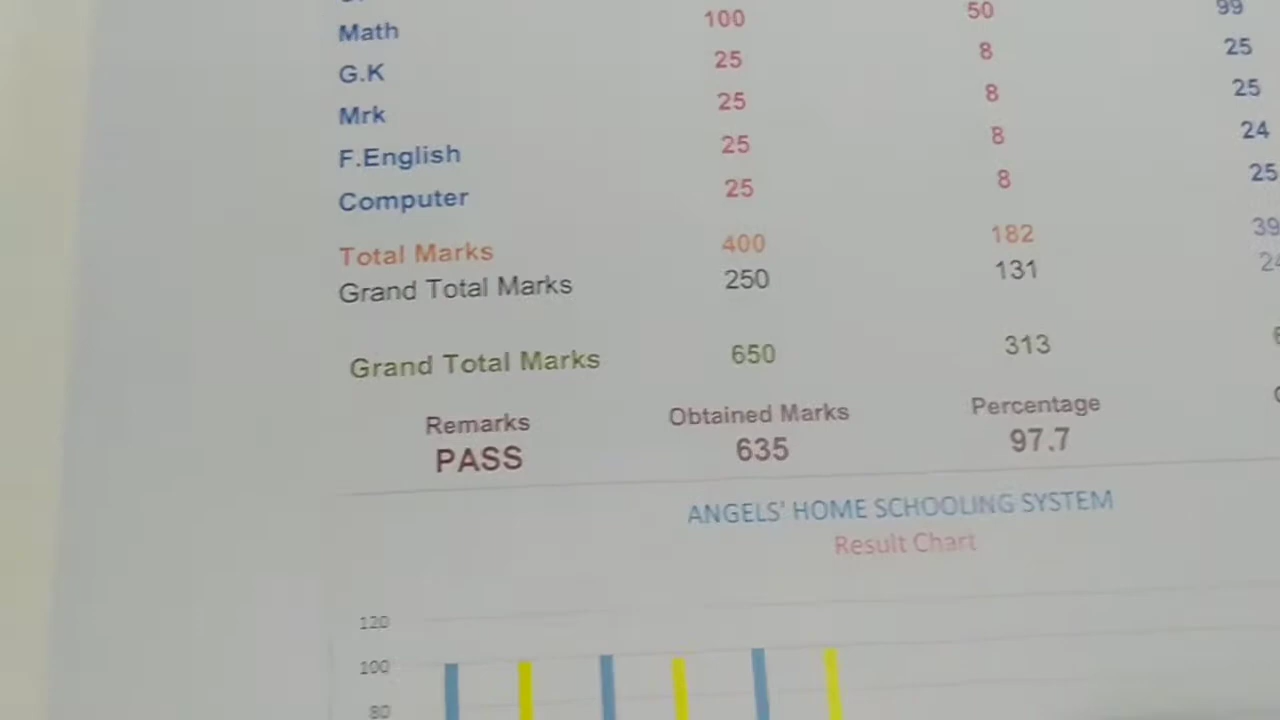 Math 100 50 99
G.K 25 8 25
Mrk 25 8 25
F.English 25 8 24
Computer 25 8 25
Total Marks 400 182
Grand Total Marks 250 131
Grand Total Marks 650 313
Remarks Obtained Marks Percentage
PASS 635 97.7
ANGELS' HOME SCHOOLING SYSTEM
Result Chart
120
100
80